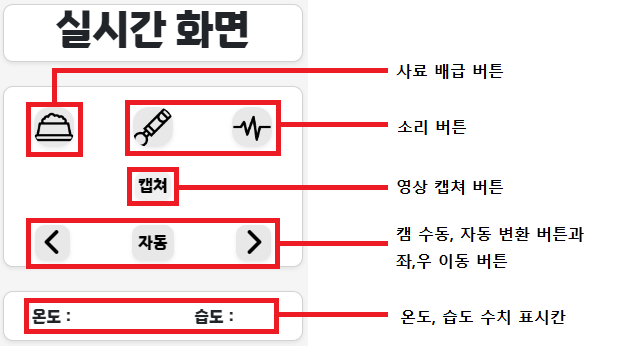 실시간 화면
사료 배급 버튼
소리 버튼
캡쳐
영상 캡쳐 버튼
자동
캠 수동, 자동 변환 버튼과
좌,우 이동 버튼
온도 : 습도 :
온도, 습도 수치 표시칸